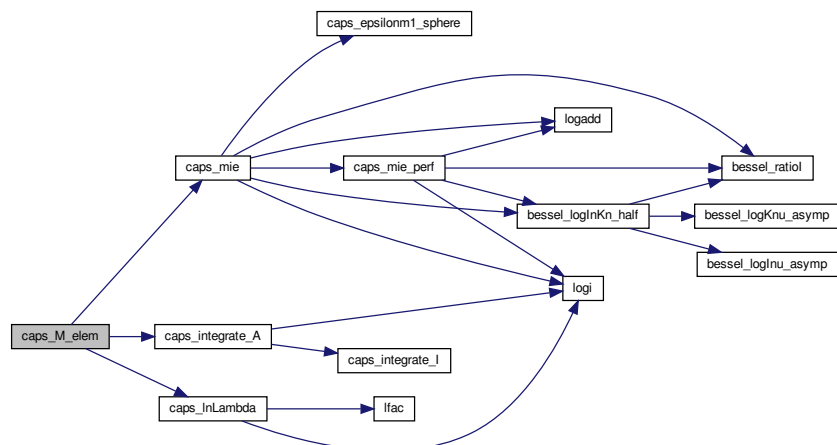 caps_epsilonm1_sphere
logadd
caps_mie
caps_mie_perf
bessel_ratioI
bessel_logInKn_half
bessel_logKnu_asymp
bessel_logInu_asymp
logi
caps_M_elem
caps_integrate_A
caps_integrate_I
caps_lnLambda
lfac